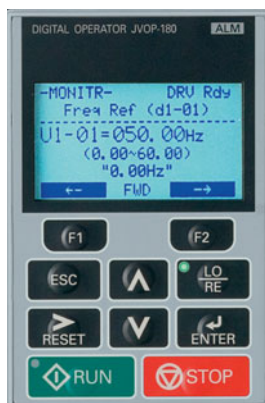 DIGITAL OPERATOR JVOP-180 ALM
-MONITR- DRV Rdy
Freq Ref (d1-01)
U1-01=050.00Hz
(0.00~60.00)
"0.00Hz"
←- FWD -→
F1 F2
ESC ∧ LO/RE
> RESET ∨ ENTER
RUN STOP